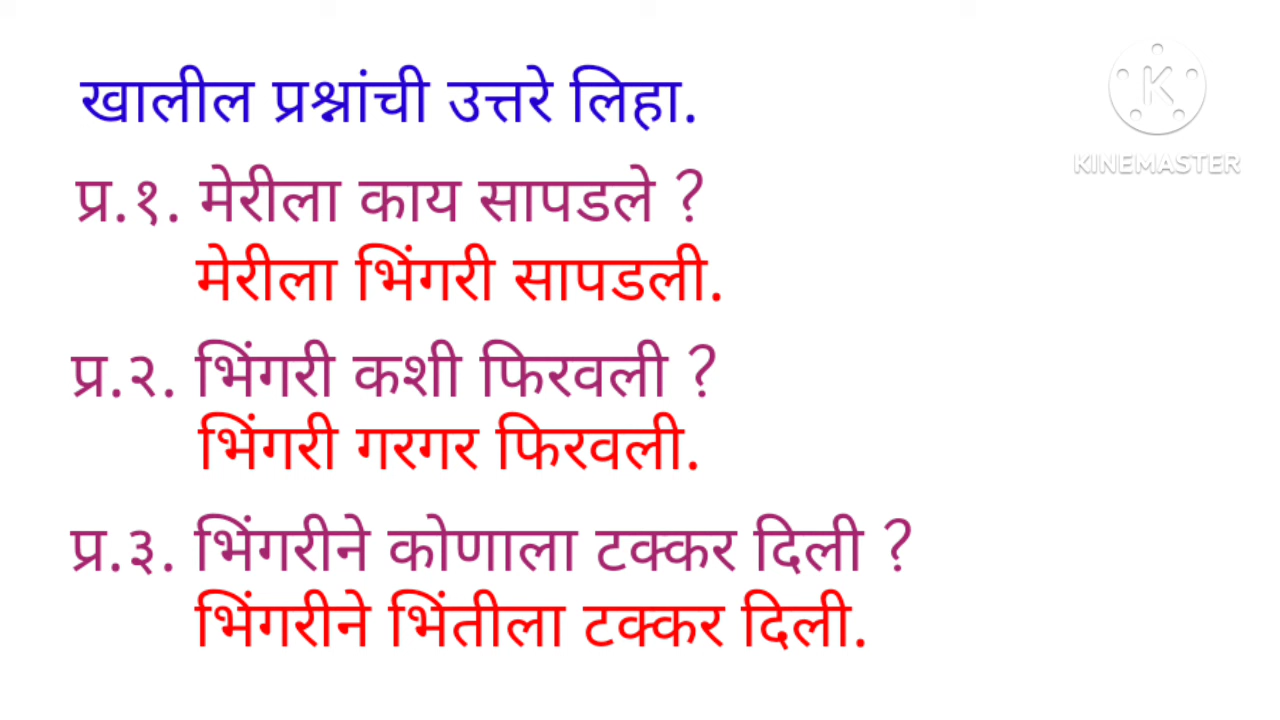 खालील प्रश्नांची उत्तरे लिहा.
KINEMASTER
प्र.१. मेरीला काय सापडले ?
मेरीला भिंगरी सापडली.
प्र.२. भिंगरी कशी फिरवली ?
भिंगरी गरगर फिरवली.
प्र.३. भिंगरीने कोणाला टक्कर दिली ?
भिंगरीने भिंतीला टक्कर दिली.